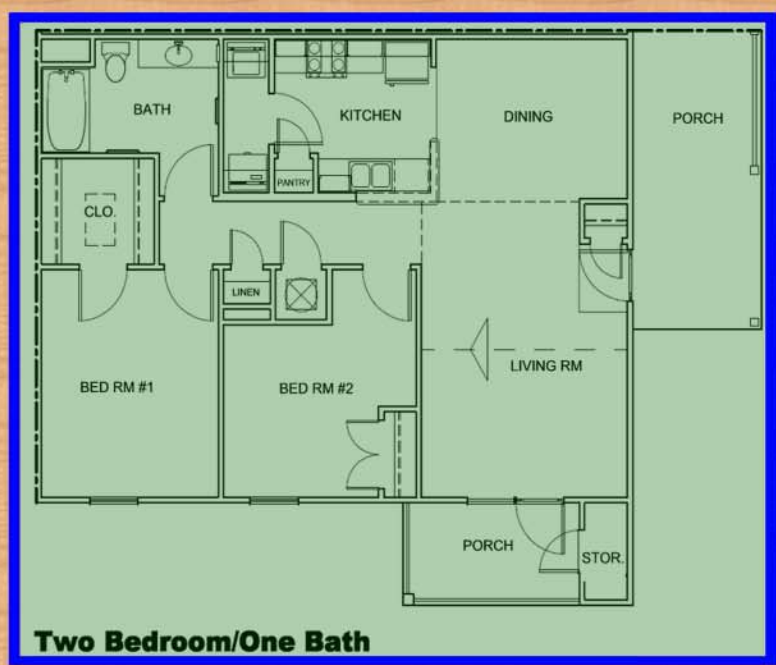 BATH
KITCHEN
DINING
PORCH
PANTRY
CLO.
LINEN
BED RM #1
BED RM #2
LIVING RM
PORCH
STOR.
Two Bedroom/One Bath